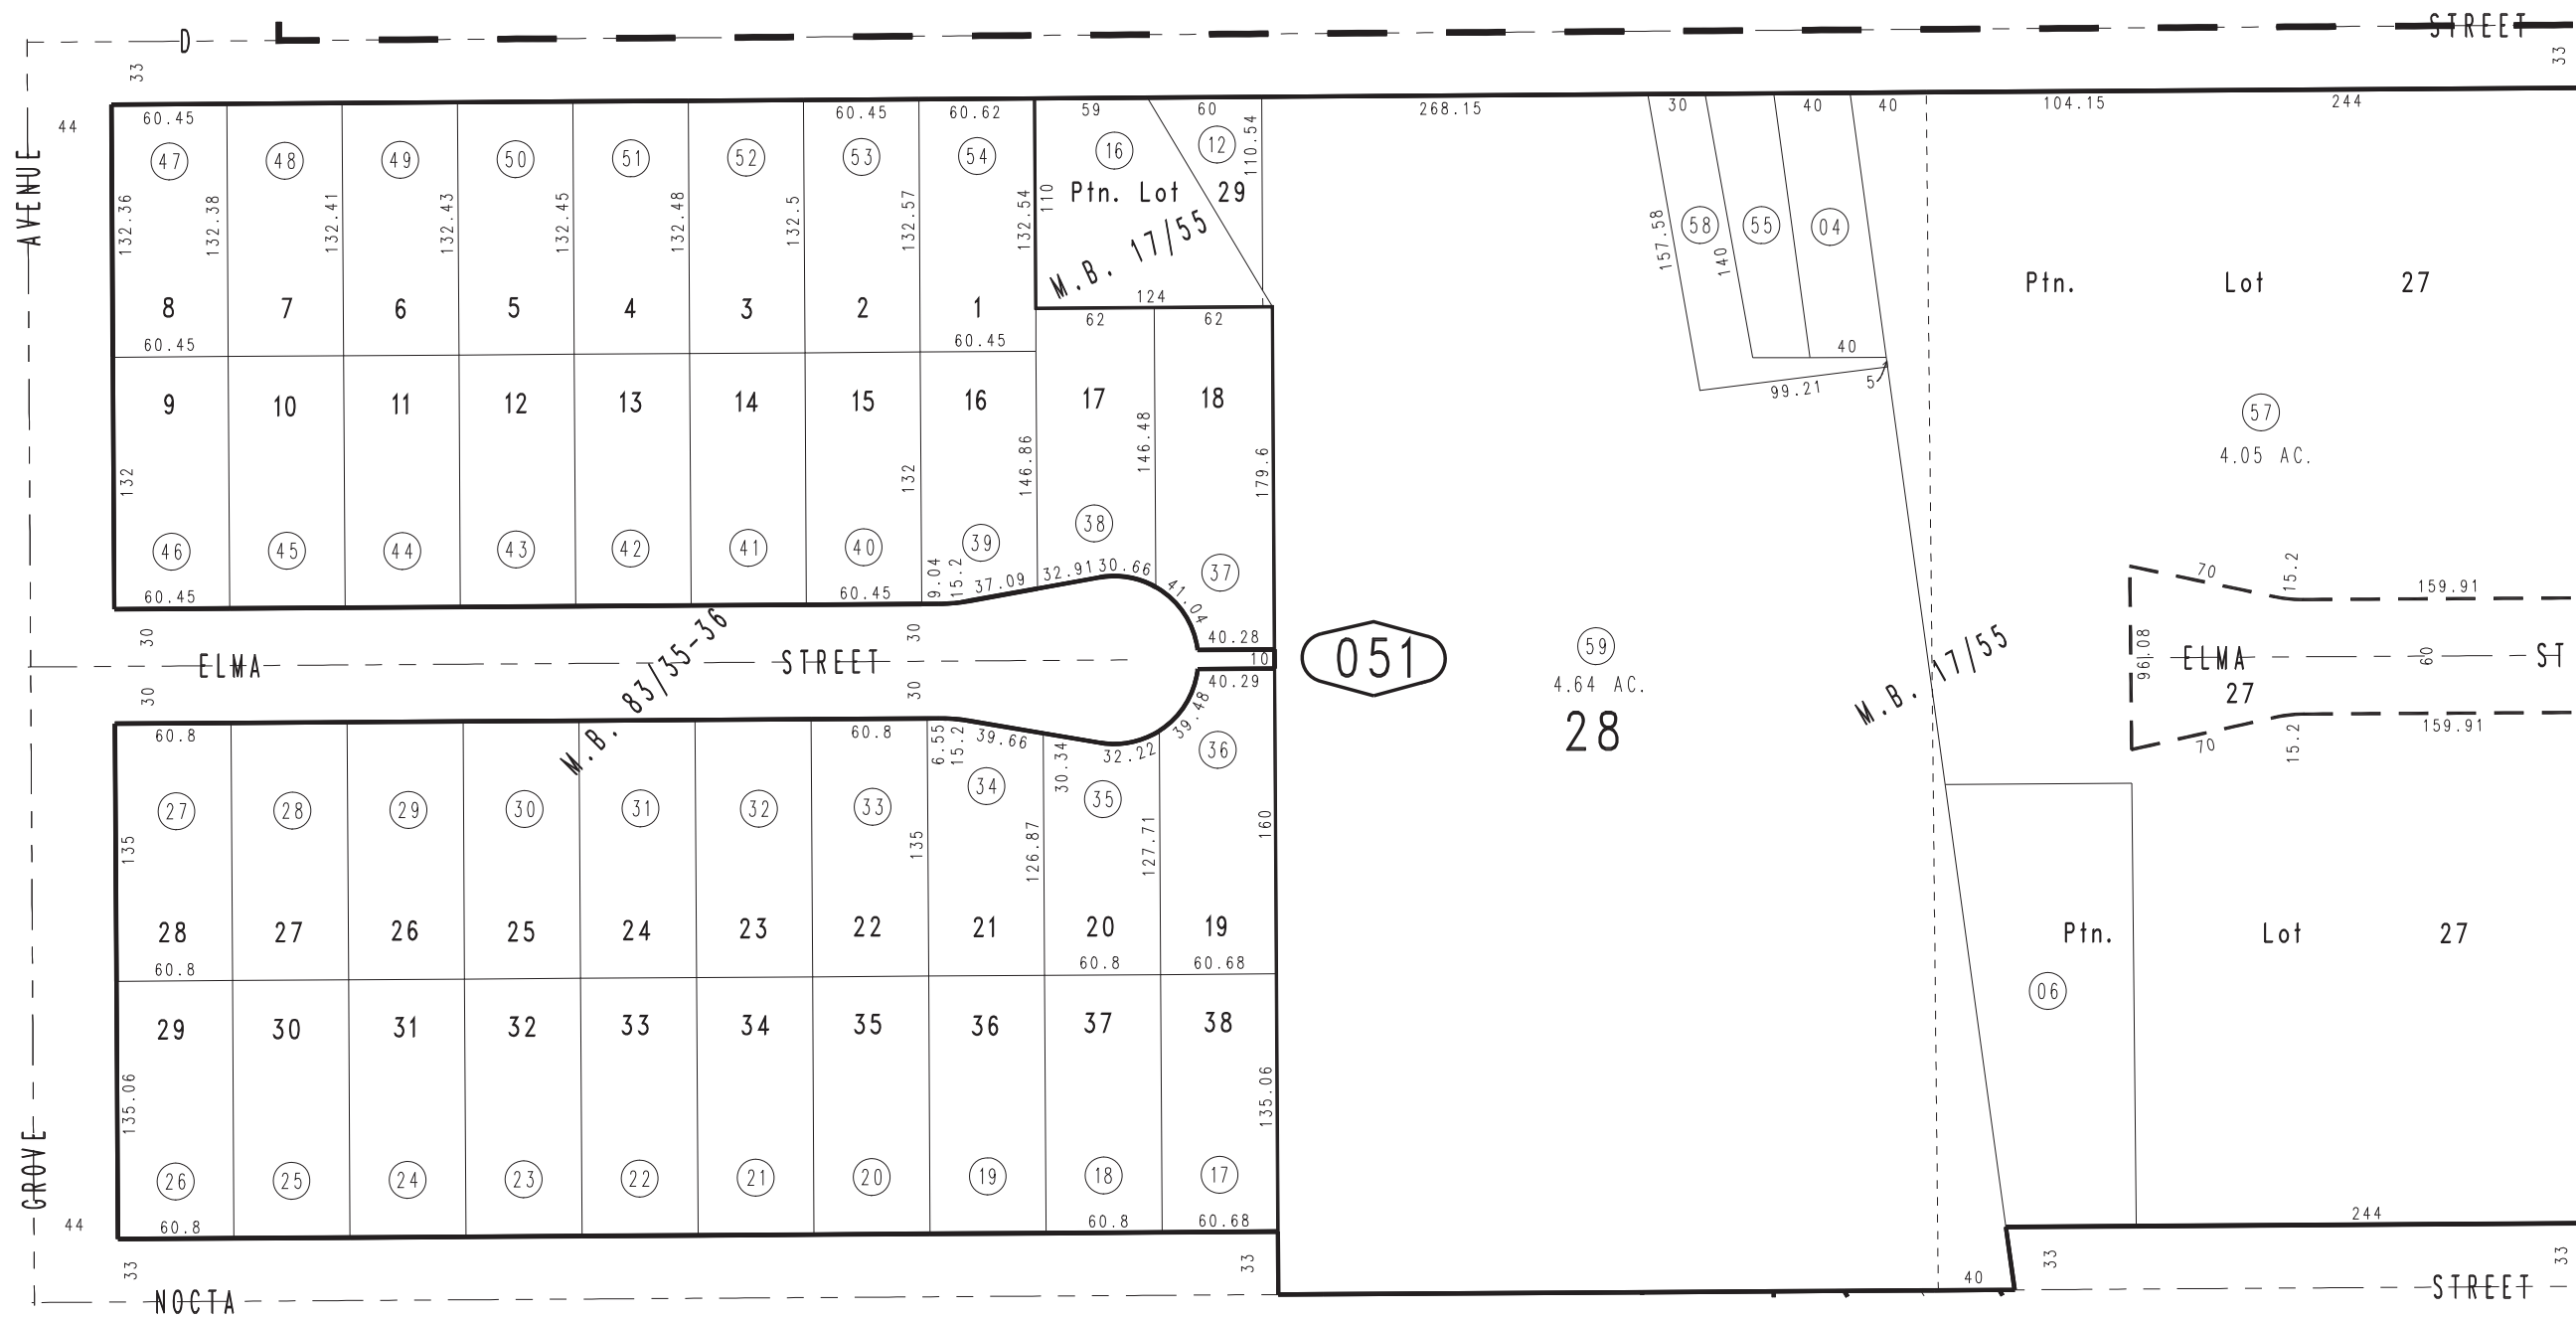 D STREET
33 33
44 60.45 60.45 60.62 59 60 268.15 30 40 40 104.15 244
AVENUE
47 48 49 50 51 52 53 54 16 12 110.54
132.36 132.38 132.41 132.43 132.45 132.48 132.5 132.57 132.54 110
Ptn. Lot 29
M.B. 17/55
157.58 58 140 55 04
Ptn. Lot 27
8 7 6 5 4 3 2 1
124
62 62
60.45 60.45
40
99.21 5
9 10 11 12 13 14 15 16 17 18
57
4.05 AC.
132 132 146.86 146.48 179.6
46 45 44 43 42 41 40 39 38 37
60.45 60.45 9.04 15.2 37.09 32.91 30.66 41.04
70 15.2 159.91
30 30 40.28
ELMA STREET 10
051
59
4.64 AC.
28
M.B. 17/55
96.08 ELMA 60 ST
27
30 30 40.29
M.B. 83/35-36
70 15.2 159.91
60.8 60.8 6.55 15.2 39.66 30.34 32.22 39.48
27 28 29 30 31 32 33 34 35 36
135 135 126.87 127.71 160
28 27 26 25 24 23 22 21 20 19
60.8 60.8 60.68
Ptn. Lot 27
06
29 30 31 32 33 34 35 36 37 38
135.06 135.06
GROVE
26 25 24 23 22 21 20 19 18 17
44 60.8 60.8 60.68 244
33 33 33 33
40
NOCTA STREET